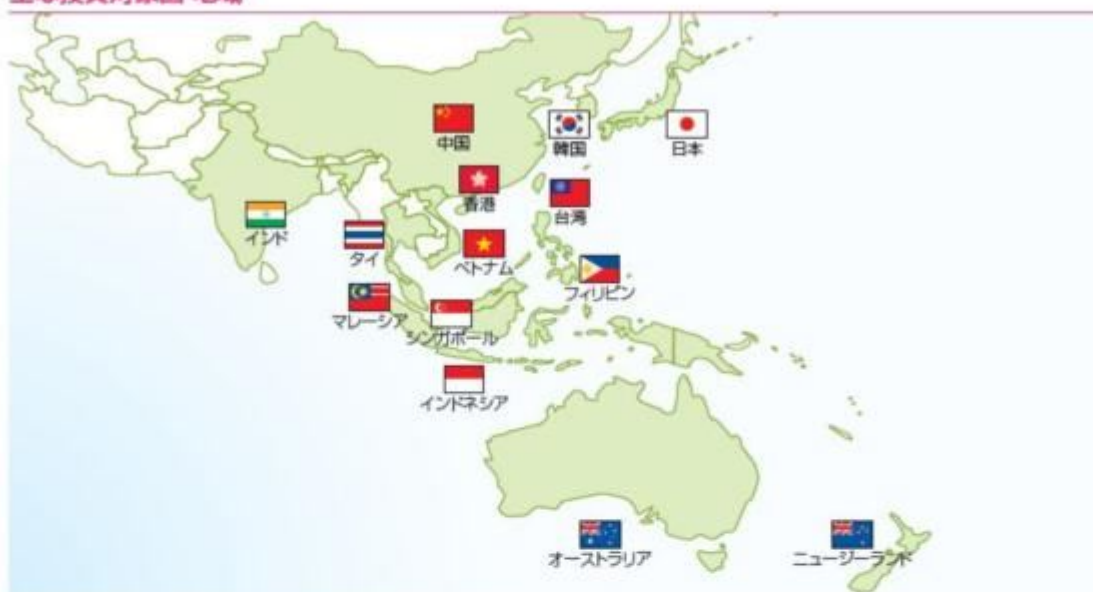 中国
韓国
日本
香港
台湾
インド
タイ
ベトナム
フィリピン
マレーシア
シンガポール
インドネシア
オーストラリア
ニュージーランド